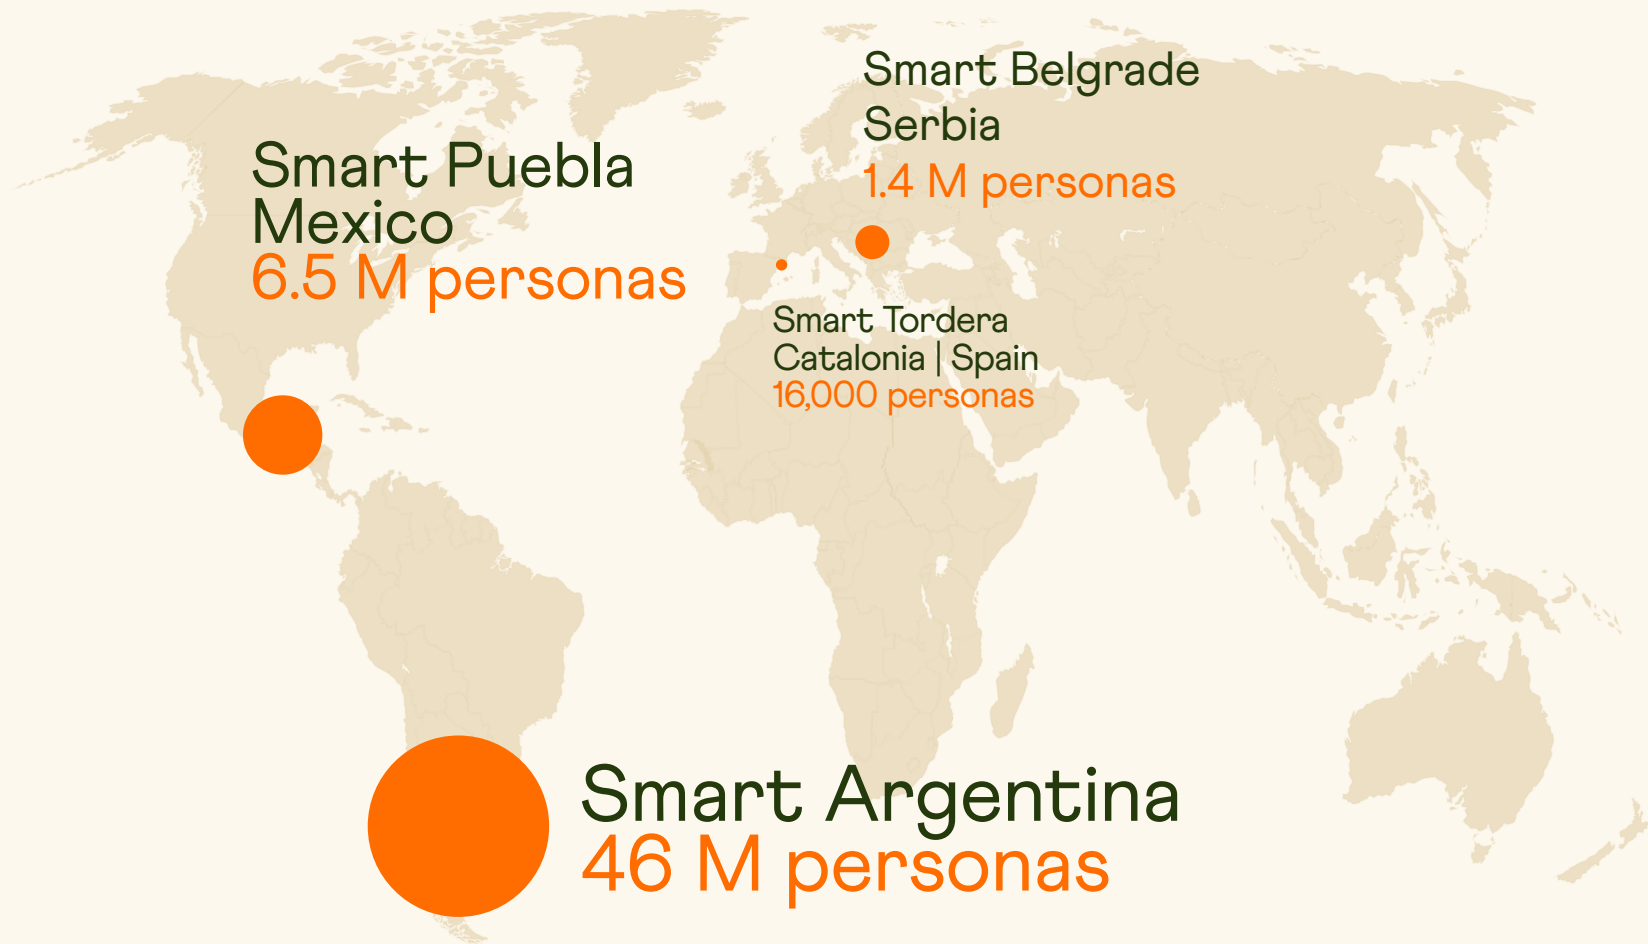 Smart Belgrade
Serbia
1.4 M personas
Smart Puebla
Mexico
6.5 M personas
Smart Tordera
Catalonia | Spain
16,000 personas
Smart Argentina
46 M personas